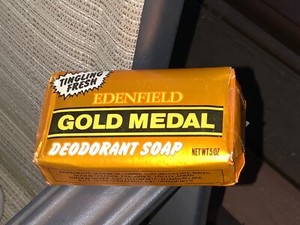 TINGLING
FRESH
EDENFIELD
GOLD MEDAL
DEODORANT SOAP NET WT 5 OZ